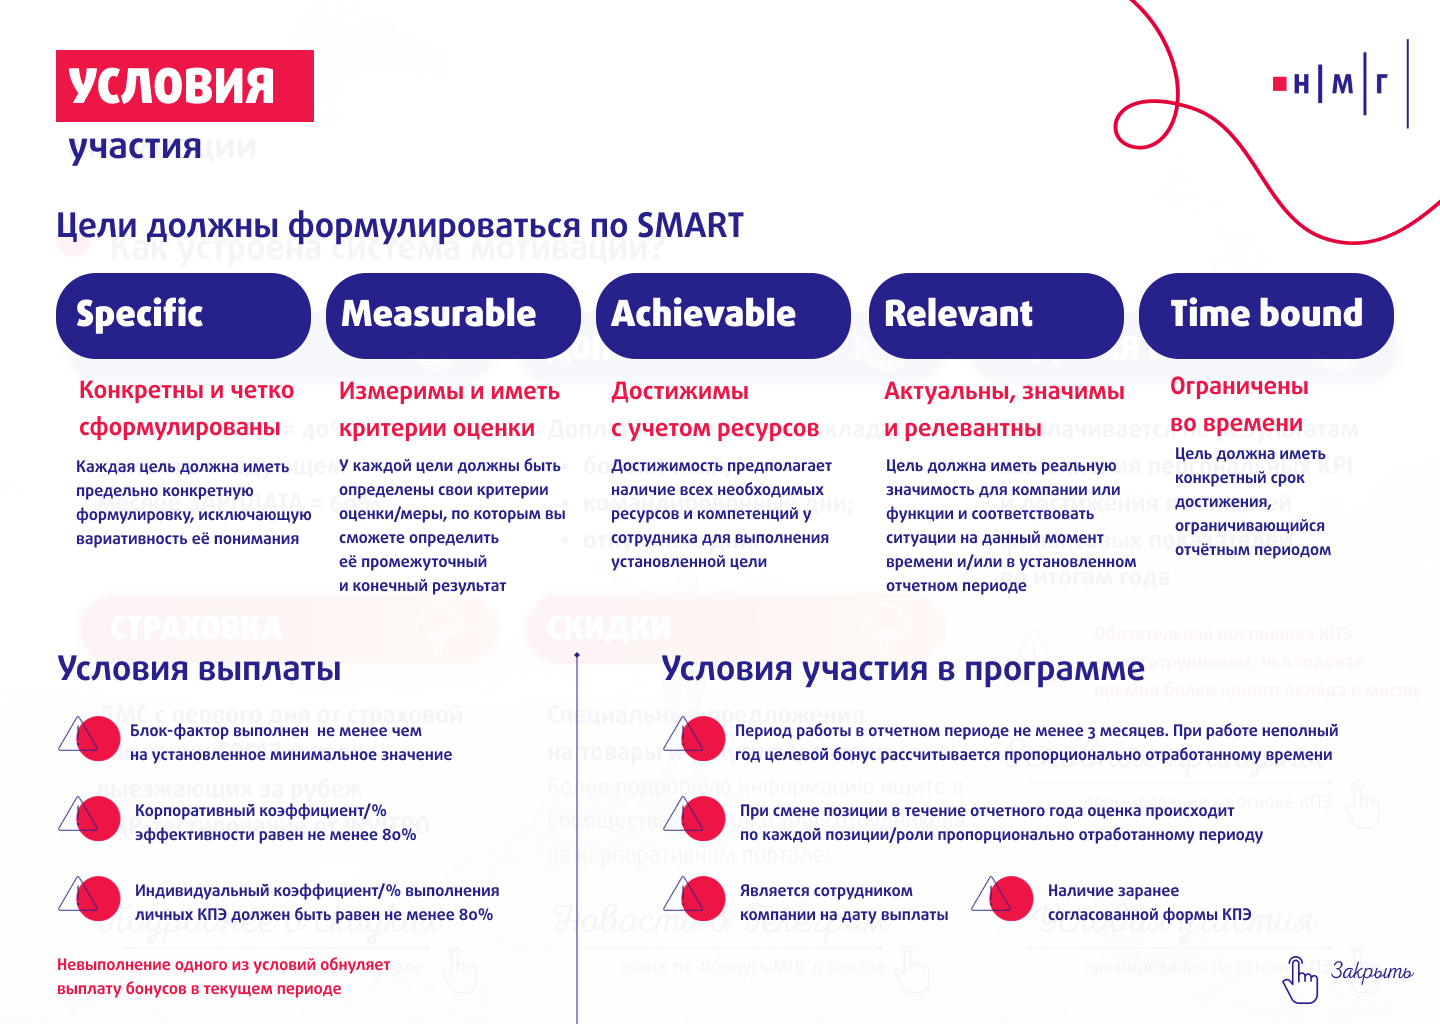 УСЛОВИЯ
участия
Н М Г
Цели должны формулироваться по SMART
Specific
Measurable
Achievable
Relevant
Time bound
Конкретны и четко
сформулированы
Каждая цель должна иметь
предельно конкретную
формулировку, исключающую
вариативность её понимания
Измеримы и иметь
критерии оценки
У каждой цели должны быть
определены свои критерии
оценки/меры, по которым вы
сможете определить
её промежуточный
и конечный результат
Достижимы
с учетом ресурсов
Достижимость предполагает
наличие всех необходимых
ресурсов и компетенций у
сотрудника для выполнения
установленной цели
Актуальны, значимы
и релевантны
Цель должна иметь реальную
значимость для компании или
функции и соответствовать
ситуации на данный момент
времени и/или в установленном
отчетном периоде
Ограничены
во времени
Цель должна иметь
конкретный срок
достижения,
ограничивающийся
отчётным периодом
Как устроена система мотивации?
СТРАХОВКА
СКИДКИ
Условия выплаты
Блок-фактор выполнен не менее чем
на установленное минимальное значение
Корпоративный коэффициент/%
эффективности равен не менее 80%
Индивидуальный коэффициент/% выполнения
личных КПЭ должен быть равен не менее 80%
Невыполнение одного из условий обнуляет
выплату бонусов в текущем периоде
Условия участия в программе
Период работы в отчетном периоде не менее 3 месяцев. При работе неполный
год целевой бонус рассчитывается пропорционально отработанному времени
При смене позиции в течение отчетного года оценка происходит
по каждой позиции/роли пропорционально отработанному периоду
Является сотрудником
компании на дату выплаты
Наличие заранее
согласованной формы КПЭ
Закрыть